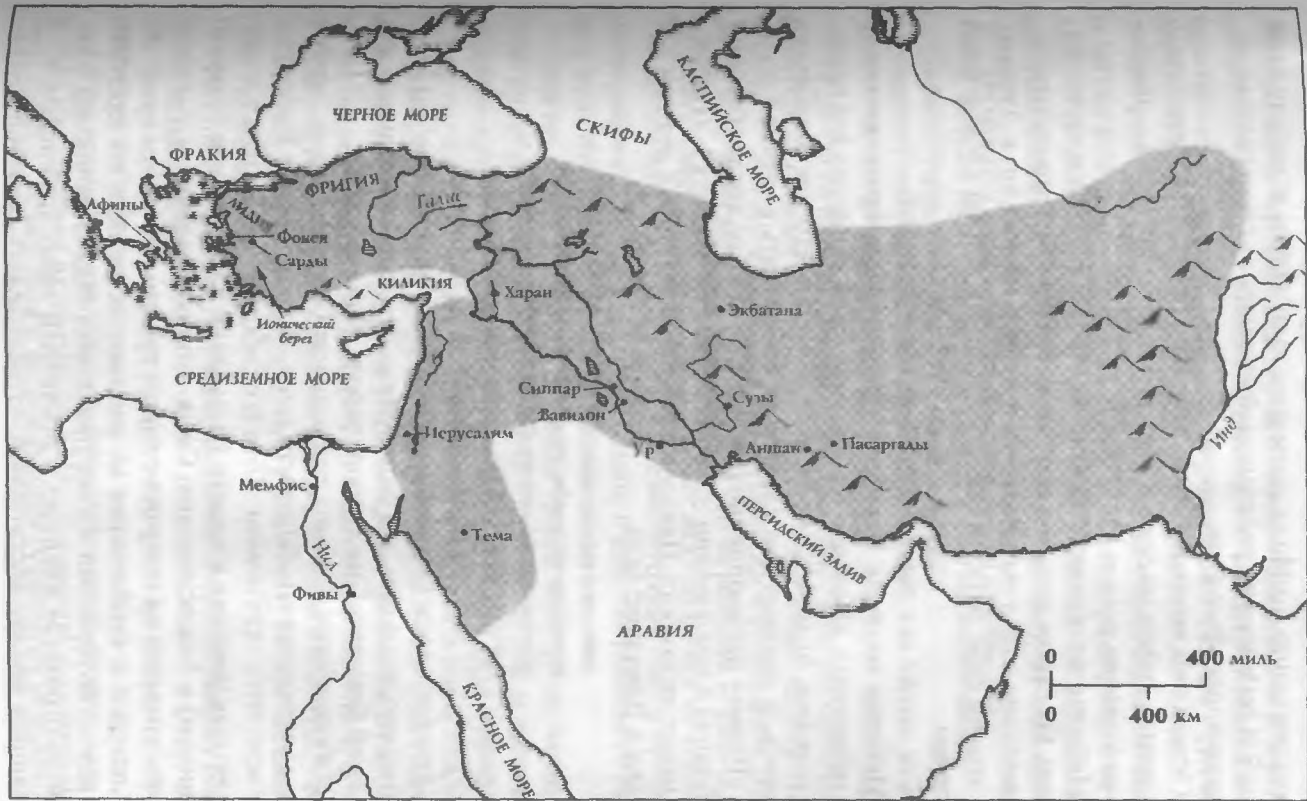 ЧЕРНОЕ МОРЕ
КАСПИЙСКОЕ МОРЕ
СКИФЫ
ФРАКИЯ
ФРИГИЯ
Афины
Галис
Фокея
Сарды
КИЛИКИЯ
Харан
Экбатана
Ионический
берег
СРЕДИЗЕМНОЕ МОРЕ
Сиппар
Вавилон
Сузы
Иерусалим
Ур
Аншан
Пасаргады
Инд
Мемфис
Нил
Тема
ПЕРСИДСКИЙ ЗАЛИВ
Фивы
АРАВИЯ
КРАСНОЕ МОРЕ
0 400 МИЛЬ
0 400 КМ